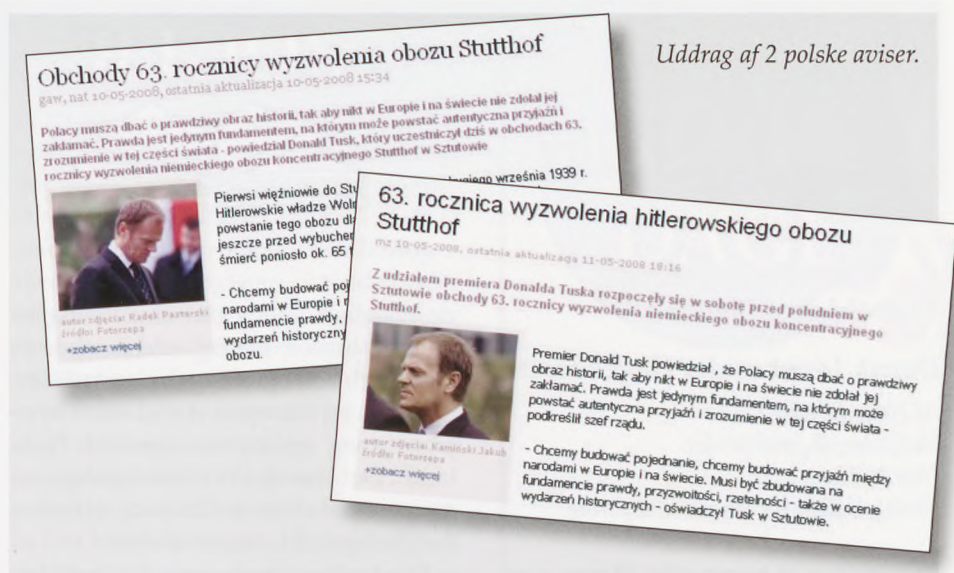 Uddrag af 2 polske aviser.
Obchody 63. rocznicy wyzwolenia obozu Stutthof
gaw, nat 10-05-2008, ostatnia aktualizacja 10-05-2008 15:34
Polacy muszą dbać o prawdziwy obraz historii, tak aby nikt w Europie i na świecie nie zdołał jej
zakłamać. Prawda jest jedynym fundamentem, na którym może powstać autentyczna przyjaźń i
zrozumienie w tej części świata - powiedział Donald Tusk, który uczestniczył dziś w obchodach 63.
rocznicy wyzwolenia niemieckiego obozu koncentracyjnego Stutthof w Sztutowie
Pierwsi więźniowie do Stu
września 1939 r.
Hitlerowskie władze Woln
powstanie tego obozu dla
jeszcze przed wybuchem
śmierć poniosło ok. 65 t
- Chcemy budować poj
narodami w Europie i n
fundamencie prawdy,
wydarzeń historyczny
obozu.
autor zdjęcia: Radek Pasterski
źródło: Fotorzepa
+zobacz więcej
63. rocznica wyzwolenia hitlerowskiego obozu
Stutthof
mz 10-05-2008, ostatnia aktualizacja 11-05-2008 18:16
Z udziałem premiera Donalda Tuska rozpoczęły się w sobotę przed południem w
Sztutowie obchody 63. rocznicy wyzwolenia niemieckiego obozu koncentracyjnego
Stutthof.
Premier Donald Tusk powiedział , że Polacy muszą dbać o prawdziwy
obraz historii, tak aby nikt w Europie i na świecie nie zdołał jej
zakłamać. Prawda jest jedynym fundamentem, na którym może
powstać autentyczna przyjaźń i zrozumienie w tej części świata -
podkreślił szef rządu.
- Chcemy budować pojednanie, chcemy budować przyjaźń między
narodami w Europie i na świecie. Musi być zbudowana na
fundamencie prawdy, przyzwoitości, rzetelności - także w ocenie
wydarzeń historycznych - oświadczył Tusk w Sztutowie.
autor zdjęcia: Kamiński Jakub
źródło: Fotorzepa
+zobacz więcej